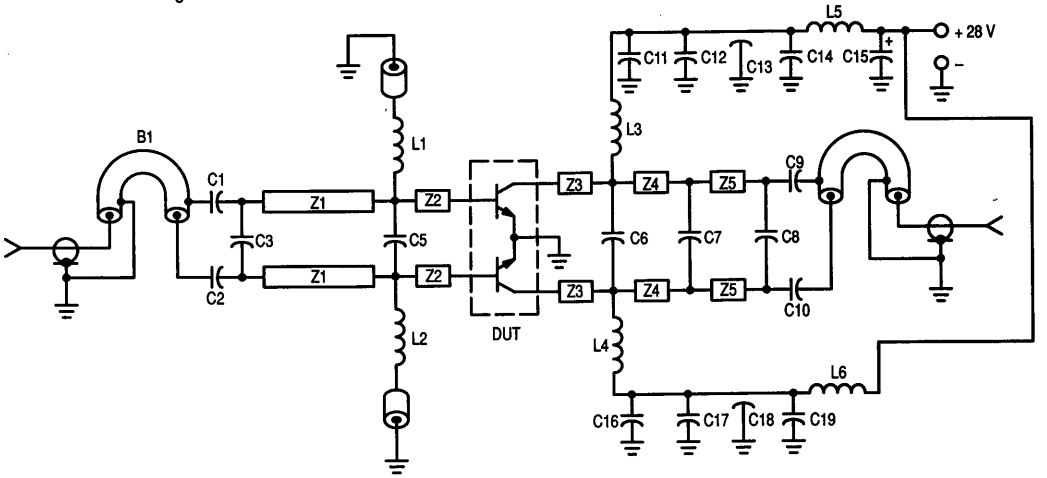 L5
+ 28 V
+
–
C11
C12
C13
C14
C15
B1
L1
L3
C1
Z1
Z2
Z3
Z4
Z5
C9
C3
C5
C6
C7
C8
C2
Z1
Z2
Z3
Z4
Z5
C10
DUT
L2
L4
L6
C16
C17
C18
C19